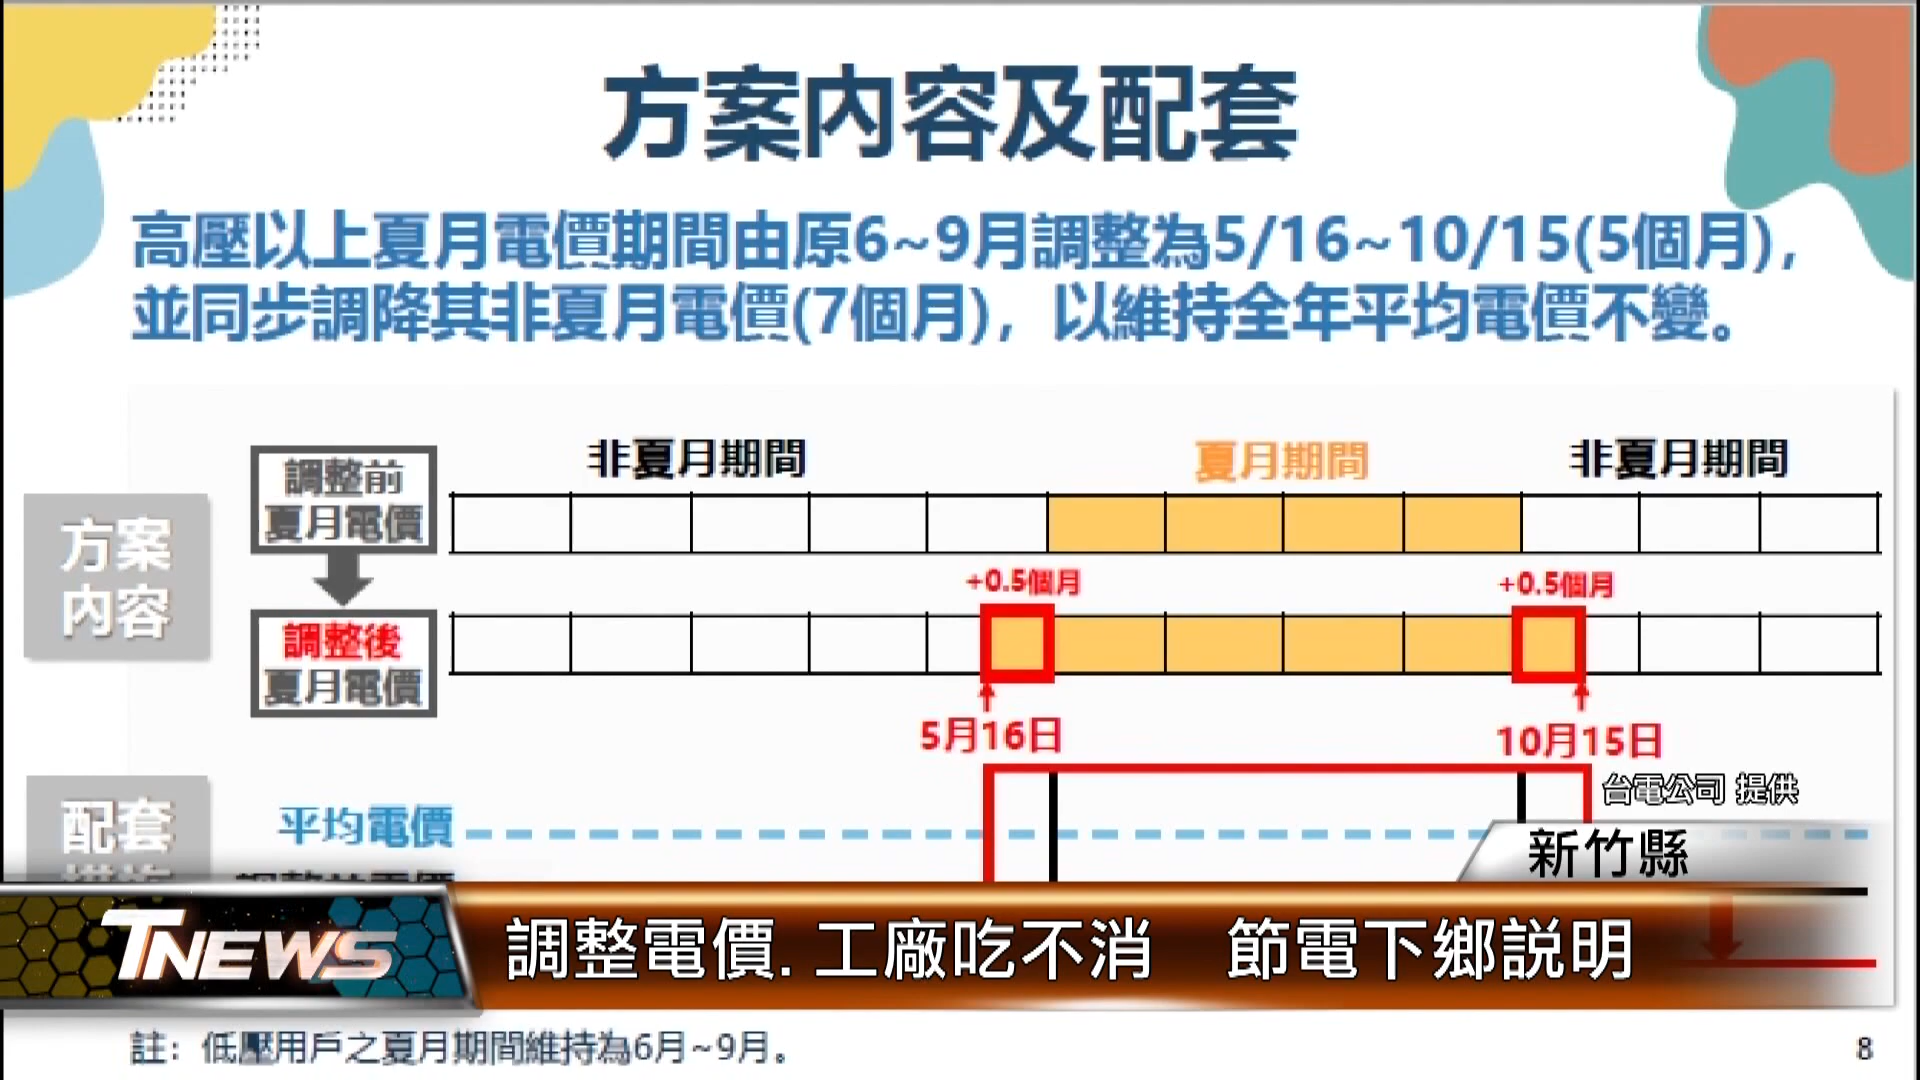 方案內容及配套
高壓以上夏月電價期間由原6~9月調整為5/16~10/15(5個月)，
並同步調降其非夏月電價(7個月)，以維持全年平均電價不變。
非夏月期間
夏月期間
非夏月期間
方案
內容
調整前
夏月電價
+0.5個月
+0.5個月
調整後
夏月電價
5月16日
10月15日
台電公司 提供
配套
平均電價
新竹縣
TNEWS
調整電價.工廠吃不消 節電下鄉説明
註：低壓用戶之夏月期間維持為6月~9月。
8